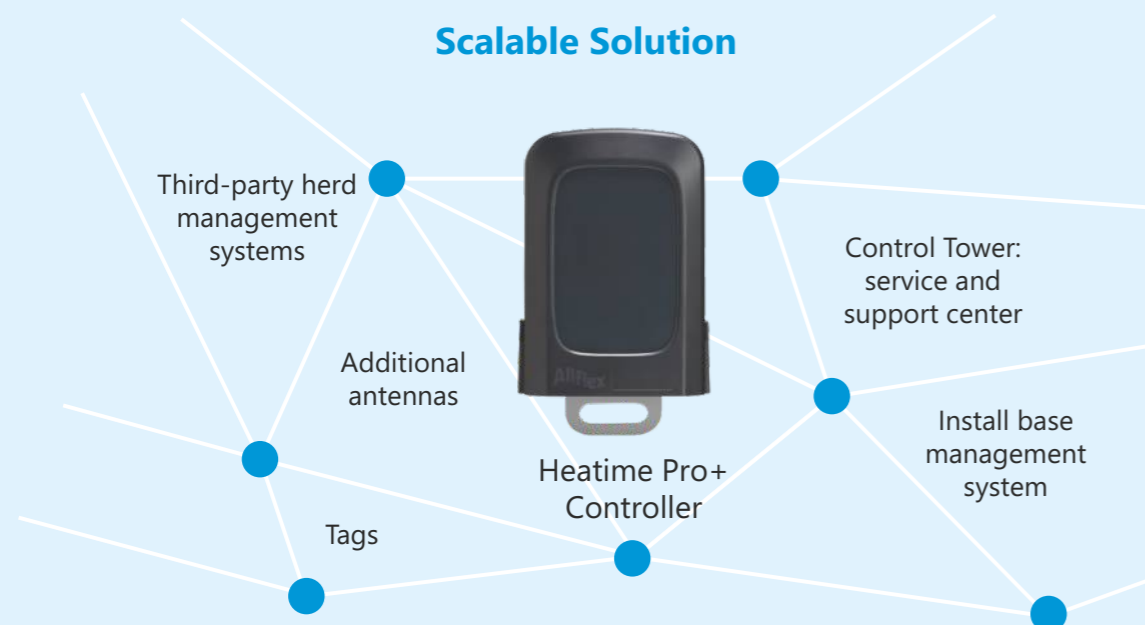 Scalable Solution
Third-party herd
management
systems
Control Tower:
service and
support center
Additional
antennas
Allflex
Install base
management
system
Heatime Pro+
Controller
Tags